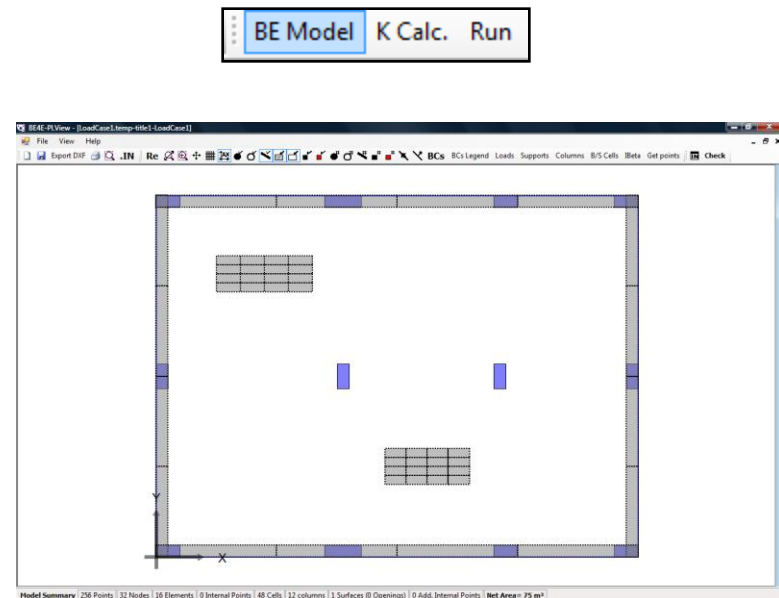 BE Model K Calc. Run
BE4E-PLView - [LoadCase1.temp-title1-LoadCase1]
File View Help
Export DXF .IN Re BCs BCs Legend Loads Supports Columns B/S Cells IBeta Get points Check
Y
X
Model Summary 256 Points 32 Nodes 16 Elements 0 Internal Points 48 Cells 12 columns 1 Surfaces (0 Openings) 0 Add. Internal Points Net Area= 75 m²